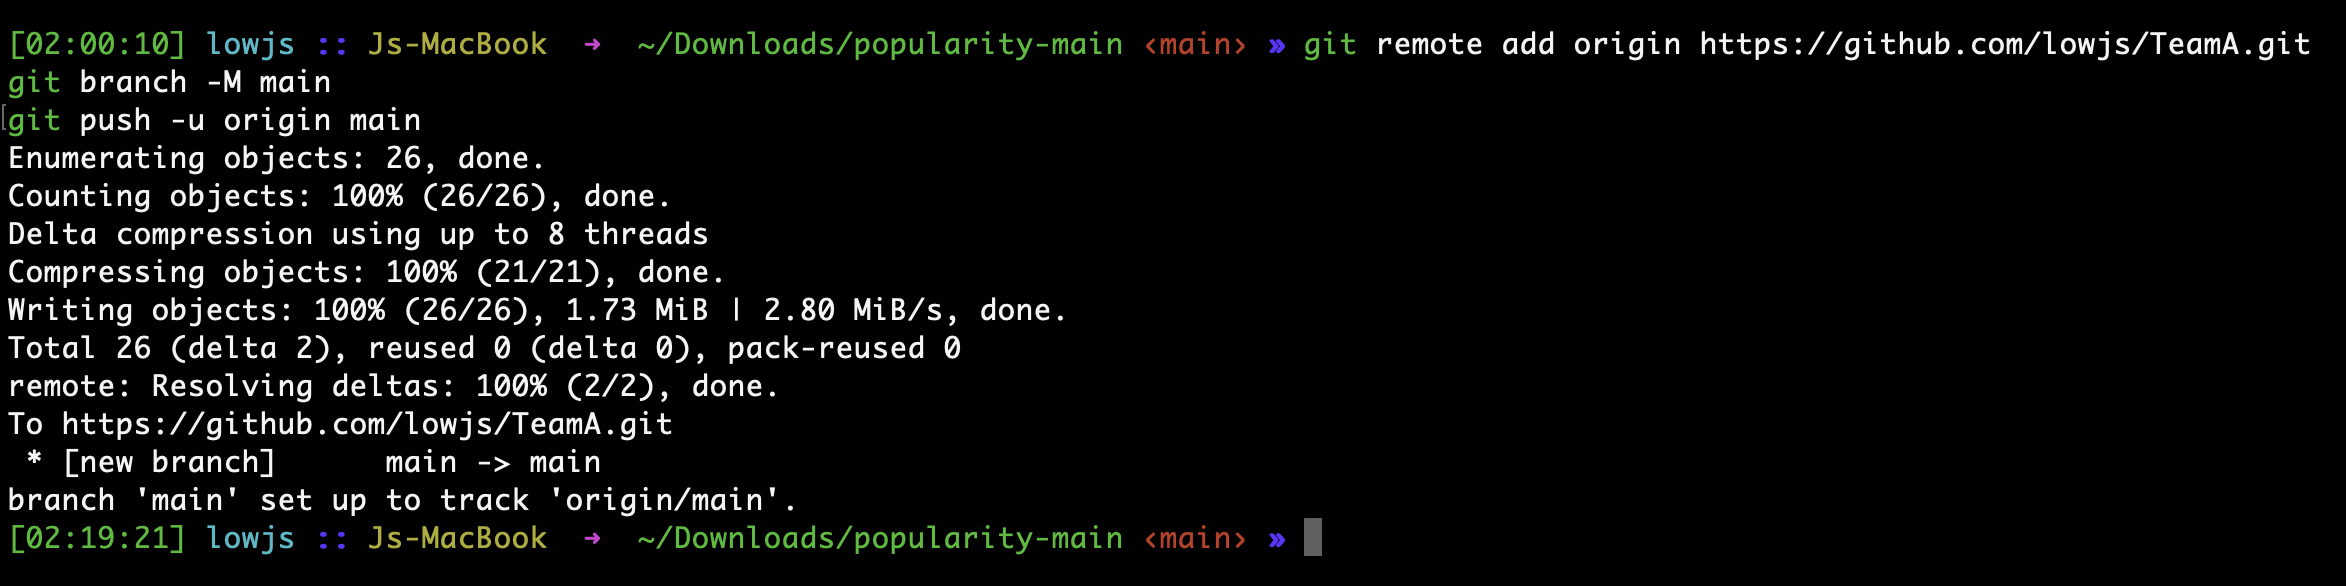 [02:00:10] lowjs :: Js-MacBook ➜ ~/Downloads/popularity-main ‹main› » git remote add origin https://github.com/lowjs/TeamA.git
git branch -M main
git push -u origin main
Enumerating objects: 26, done.
Counting objects: 100% (26/26), done.
Delta compression using up to 8 threads
Compressing objects: 100% (21/21), done.
Writing objects: 100% (26/26), 1.73 MiB | 2.80 MiB/s, done.
Total 26 (delta 2), reused 0 (delta 0), pack-reused 0
remote: Resolving deltas: 100% (2/2), done.
To https://github.com/lowjs/TeamA.git
 * [new branch]      main -> main
branch 'main' set up to track 'origin/main'.
[02:19:21] lowjs :: Js-MacBook ➜ ~/Downloads/popularity-main ‹main› »